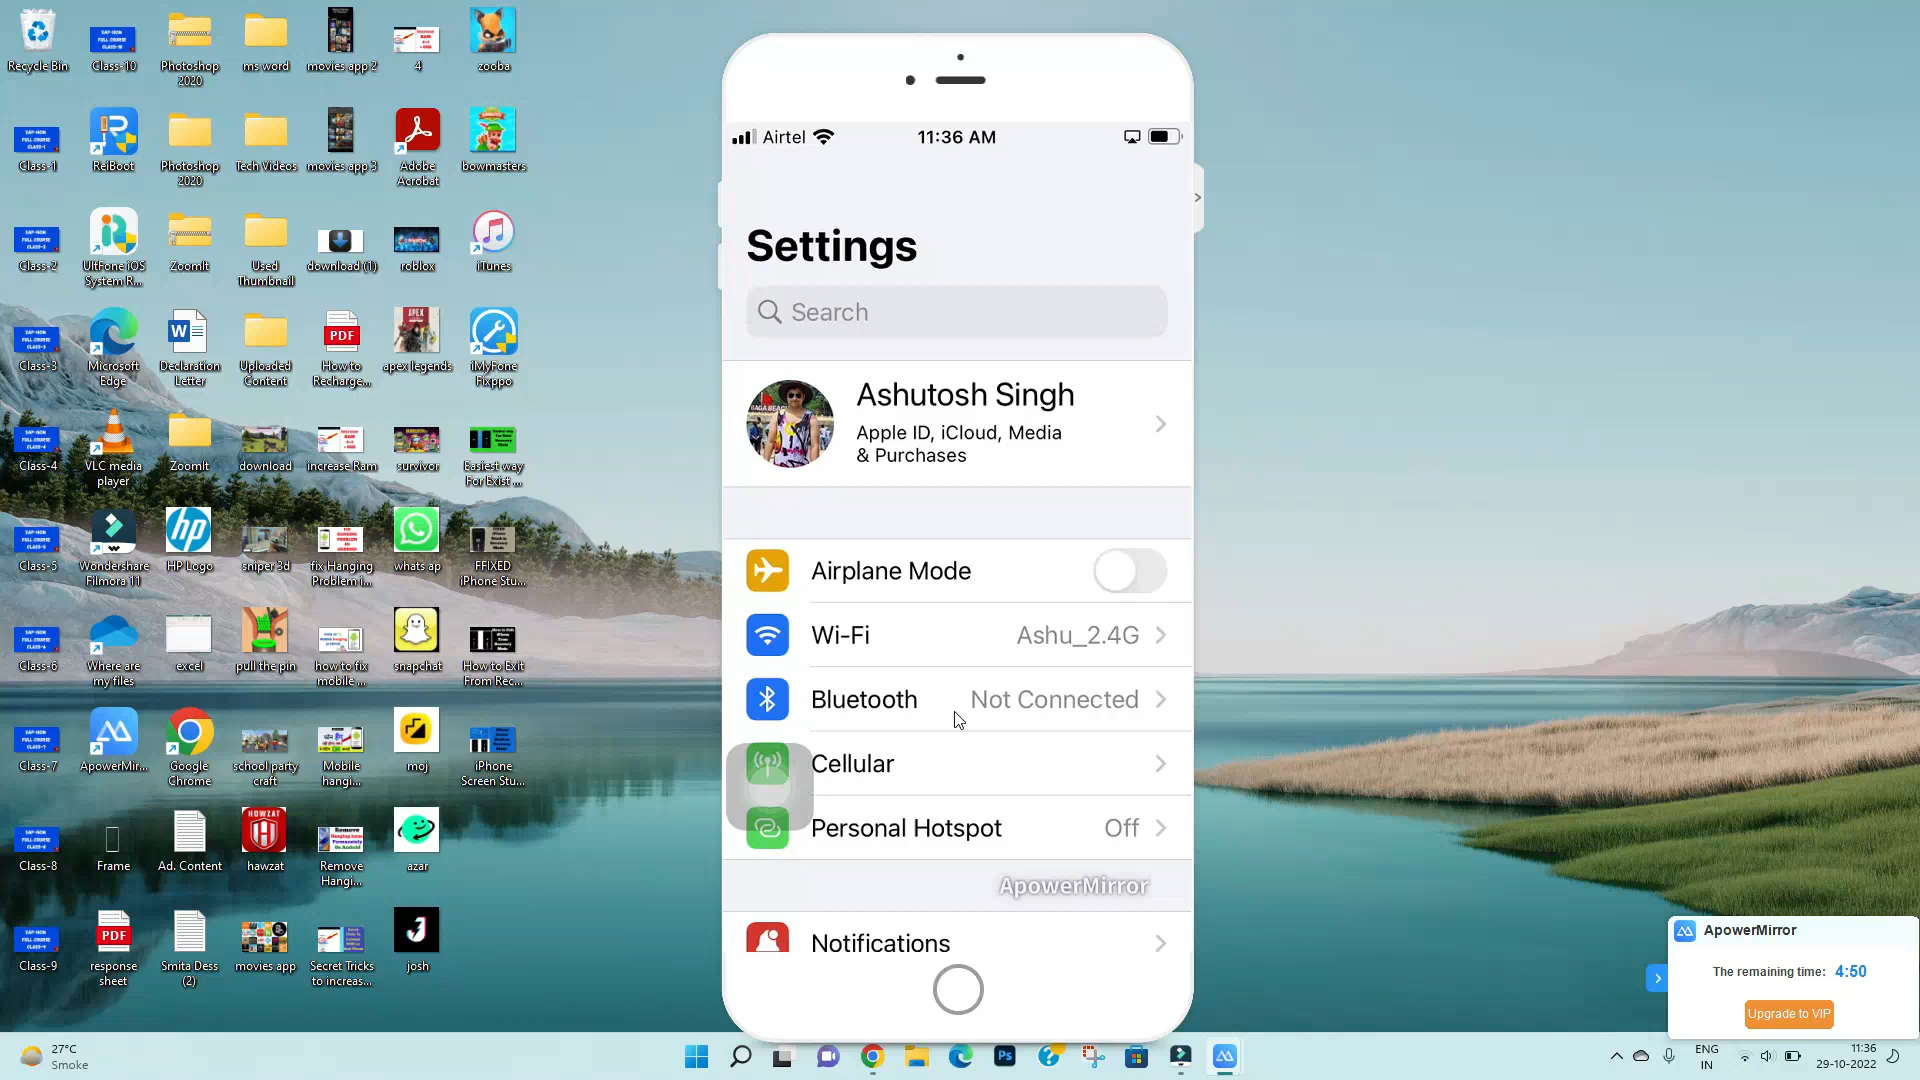 Recycle Bin
Class-10
Photoshop
2020
ms word
movies app 2
4
zooba
Class-1
ReiBoot
Photoshop
2020
Tech Videos
movies app 3
Adobe
Acrobat
bowmasters
Class-2
UltFone iOS
System R...
ZoomIt
Used
Thumbnail
download (1)
roblox
iTunes
Class-3
Microsoft
Edge
Declaration
Letter
Uploaded
Content
PDF
How to
Recharge...
apex legends
iMyFone
Fixppo
Class-4
VLC media
player
ZoomIt
download
increase Ram
survivor
Easiest way
For Exist ...
Class-5
Wondershare
Filmora 11
HP Logo
sniper 3d
fix Hanging
Problem i...
whats ap
FFIXED
iPhone Stu...
Class-6
Where are
my files
excel
pull the pin
how to fix
mobile ...
snapchat
How to Exit
From Rec...
Class-7
ApowerMir...
Google
Chrome
school party
craft
Mobile
hangi...
moj
iPhone
Screen Stu...
Class-8
Frame
Ad. Content
HOWZAT
hawzat
Remove
Hangi...
azar
Class-9
PDF
response
sheet
Smita Dess
(2)
movies app
Secret Tricks
to increas...
josh
Airtel
11:36 AM
Settings
Search
Ashutosh Singh
Apple ID, iCloud, Media
& Purchases
Airplane Mode
Wi-Fi
Ashu_2.4G
Bluetooth
Not Connected
Cellular
Personal Hotspot
Off
ApowerMirror
Notifications
ApowerMirror
The remaining time: 4:50
Upgrade to VIP
27°C
Smoke
ENG
IN
11:36
29-10-2022